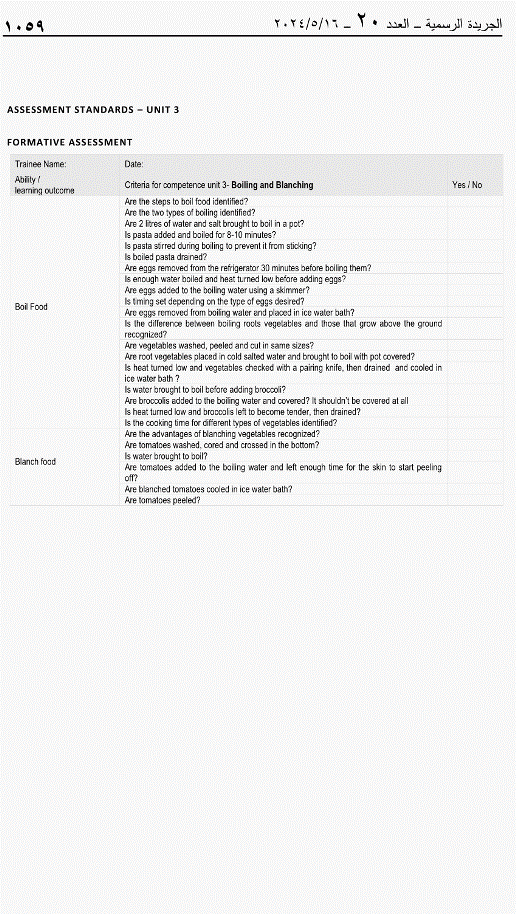 ١٠٥٩
الجريدة الرسمية – العدد ٢٠ – ٢٠٢٤/٥/١٦
ASSESSMENT STANDARDS – UNIT 3
FORMATIVE ASSESSMENT
Trainee Name: Date:
Ability /
learning outcome
Criteria for competence unit 3- Boiling and Blanching Yes / No
Boil Food
Are the steps to boil food identified?
Are the two types of boiling identified?
Are 2 litres of water and salt brought to boil in a pot?
Is pasta added and boiled for 8-10 minutes?
Is pasta stirred during boiling to prevent it from sticking?
Is boiled pasta drained?
Are eggs removed from the refrigerator 30 minutes before boiling them?
Is enough water boiled and heat turned low before adding eggs?
Are eggs added to the boiling water using a skimmer?
Is timing set depending on the type of eggs desired?
Are eggs removed from boiling water and placed in ice water bath?
Is the difference between boiling roots vegetables and those that grow above the ground
recognized?
Are vegetables washed, peeled and cut in same sizes?
Are root vegetables placed in cold salted water and brought to boil with pot covered?
Is heat turned low and vegetables checked with a pairing knife, then drained and cooled in
ice water bath ?
Is water brought to boil before adding broccoli?
Are broccolis added to the boiling water and covered? It shouldn't be covered at all
Is heat turned low and broccolis left to become tender, then drained?
Is the cooking time for different types of vegetables identified?
Blanch food
Are the advantages of blanching vegetables recognized?
Are tomatoes washed, cored and crossed in the bottom?
Is water brought to boil?
Are tomatoes added to the boiling water and left enough time for the skin to start peeling
off?
Are blanched tomatoes cooled in ice water bath?
Are tomatoes peeled?